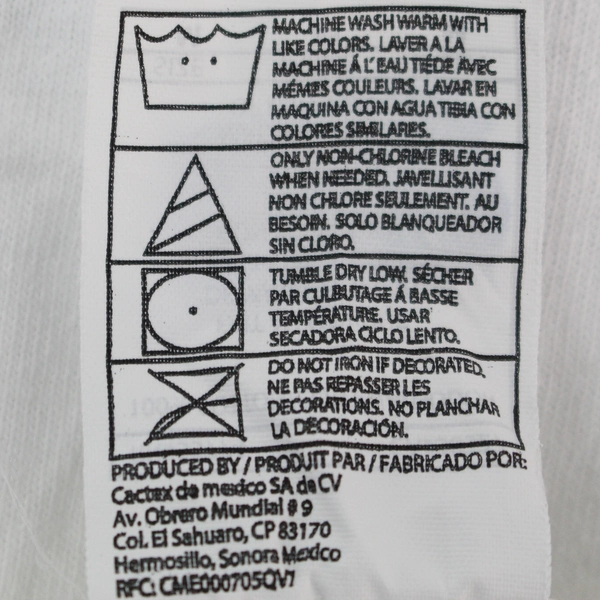 MACHINE WASH WARM WITH
LIKE COLORS. LAVER A LA
MACHINE Á L'EAU TIÉDE AVEC
MÉMES COULEURS. LAVAR EN
MAQUINA CON AGUA TIBIA CON
COLORES SIMILARES.
ONLY NON-CHLORINE BLEACH
WHEN NEEDED. JAVELLISANT
NON CHLORE SEULEMENT. AU
BESOIN. SOLO BLANQUEADOR
SIN CLORO.
TUMBLE DRY LOW. SÉCHER
PAR CULBUTAGE Á BASSE
TEMPÉRATURE. USAR
SECADORA CICLO LENTO.
DO NOT IRON IF DECORATED.
NE PAS REPASSER LES
DECORATIONS. NO PLANCHAR
LA DECORACIÓN.
PRODUCED BY / PRODUIT PAR / FABRICADO POR:
Cactex de mexico SA de CV
Av. Obrero Mundial # 9
Col. El Sahuaro, CP 83170
Hermosillo, Sonora Mexico
RFC: CME000705QV7